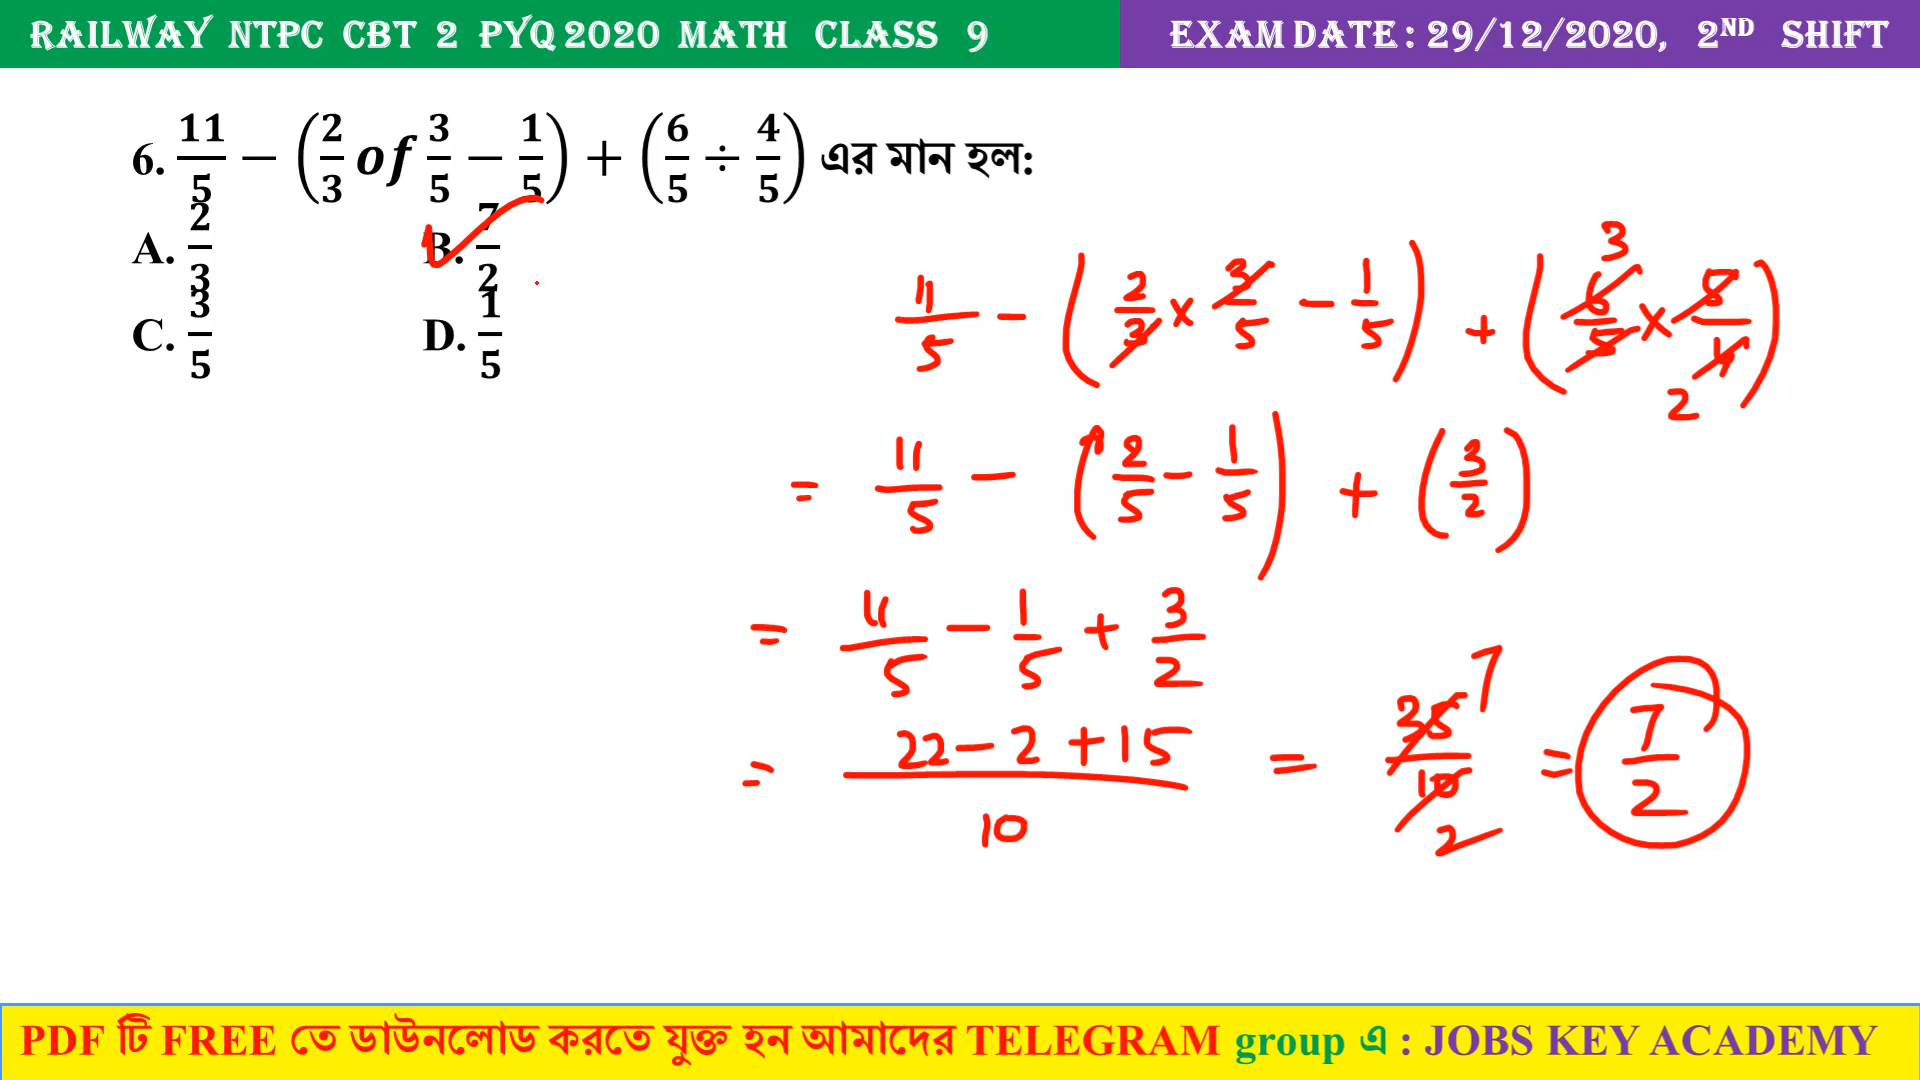 RAILWAY NTPC CBT 2 PYQ 2020 MATH CLASS 9
EXAM DATE : 29/12/2020, 2ND SHIFT
6. 11/5 − (2/3 of 3/5 − 1/5) + (6/5 ÷ 4/5) এর মান হল:
A. 2/3 B. 7/2
C. 3/5 D. 1/5
11/5 − (2/3 × 3/5 − 1/5) + (6/5 × 5/4) 3 2
= 11/5 − (2/5 − 1/5) + (3/2)
= 11/5 − 1/5 + 3/2
= 22 − 2 + 15 / 10 = 35/10 7 2 = 7/2
PDF টি FREE তে ডাউনলোড করতে যুক্ত হন আমাদের TELEGRAM group এ : JOBS KEY ACADEMY